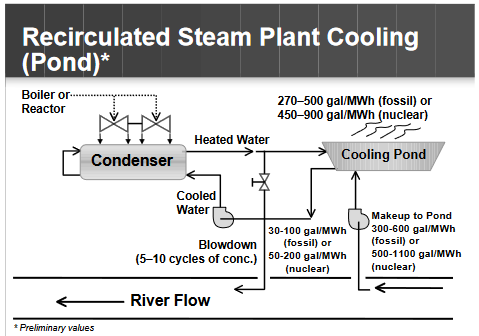 Recirculated Steam Plant Cooling
(Pond)*
Boiler or
Reactor
270–500 gal/MWh (fossil) or
450–900 gal/MWh (nuclear)
Heated Water
Condenser
Cooling Pond
Cooled
Water
Makeup to Pond
300-600 gal/MWh
(fossil) or
500-1100 gal/MWh
(nuclear)
Blowdown
(5–10 cycles of conc.)
30-100 gal/MWh
(fossil) or
50-200 gal/MWh
(nuclear)
River Flow
* Preliminary values